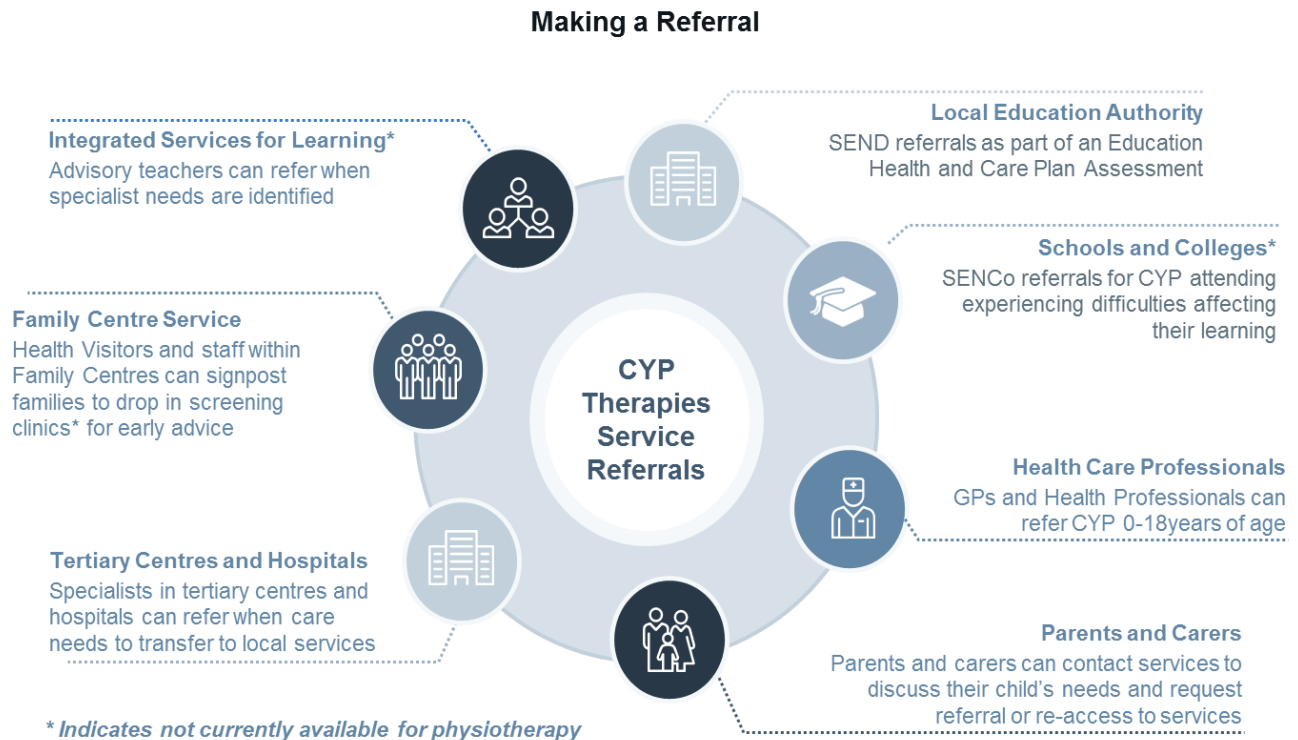 Making a Referral
Integrated Services for Learning*
Advisory teachers can refer when
specialist needs are identified
Local Education Authority
SEND referrals as part of an Education
Health and Care Plan Assessment
Schools and Colleges*
SENCo referrals for CYP attending
experiencing difficulties affecting
their learning
Family Centre Service
Health Visitors and staff within
Family Centres can signpost
families to drop in screening
clinics* for early advice
CYP
Therapies
Service
Referrals
Health Care Professionals
GPs and Health Professionals can
refer CYP 0-18years of age
Tertiary Centres and Hospitals
Specialists in tertiary centres and
hospitals can refer when care
needs to transfer to local services
Parents and Carers
Parents and carers can contact services to
discuss their child's needs and request
referral or re-access to services
* Indicates not currently available for physiotherapy